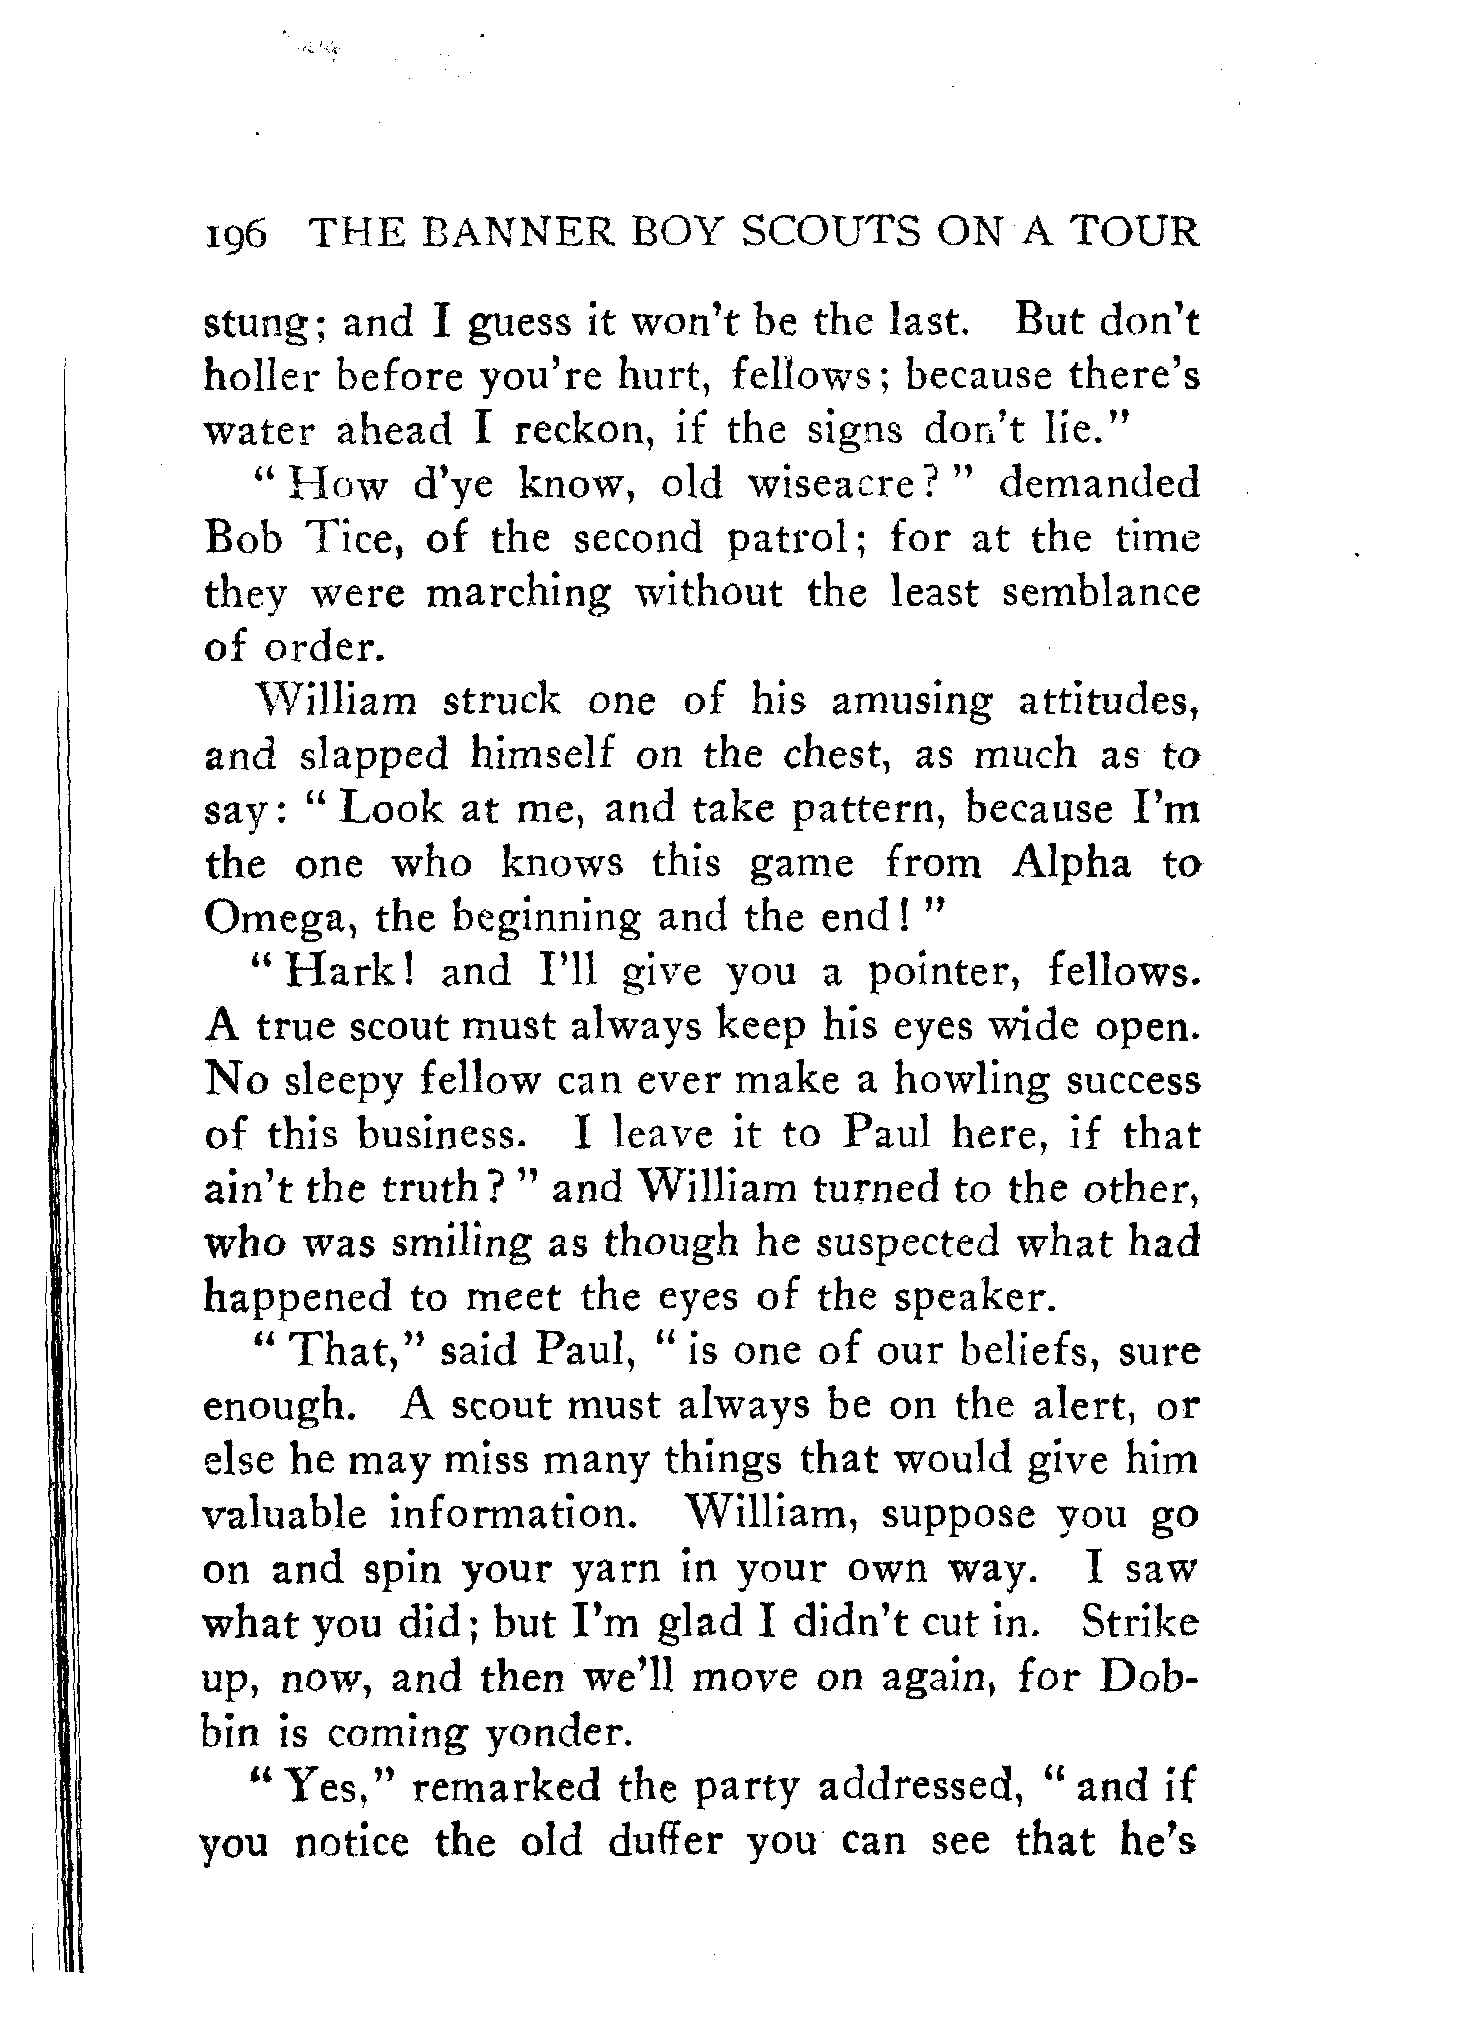 196 THE BANNER BOY SCOUTS ON A TOUR
stung; and I guess it won't be the last. But don't
holler before you're hurt, fellows; because there's
water ahead I reckon, if the signs don't lie."
" How d'ye know, old wiseacre? " demanded
Bob Tice, of the second patrol; for at the time
they were marching without the least semblance
of order.
William struck one of his amusing attitudes,
and slapped himself on the chest, as much as to
say: " Look at me, and take pattern, because I'm
the one who knows this game from Alpha to
Omega, the beginning and the end! "
" Hark! and I'll give you a pointer, fellows.
A true scout must always keep his eyes wide open.
No sleepy fellow can ever make a howling success
of this business. I leave it to Paul here, if that
ain't the truth? " and William turned to the other,
who was smiling as though he suspected what had
happened to meet the eyes of the speaker.
" That," said Paul, " is one of our beliefs, sure
enough. A scout must always be on the alert, or
else he may miss many things that would give him
valuable information. William, suppose you go
on and spin your yarn in your own way. I saw
what you did; but I'm glad I didn't cut in. Strike
up, now, and then we'll move on again, for Dob-
bin is coming yonder.
" Yes," remarked the party addressed, " and if
you notice the old duffer you can see that he's